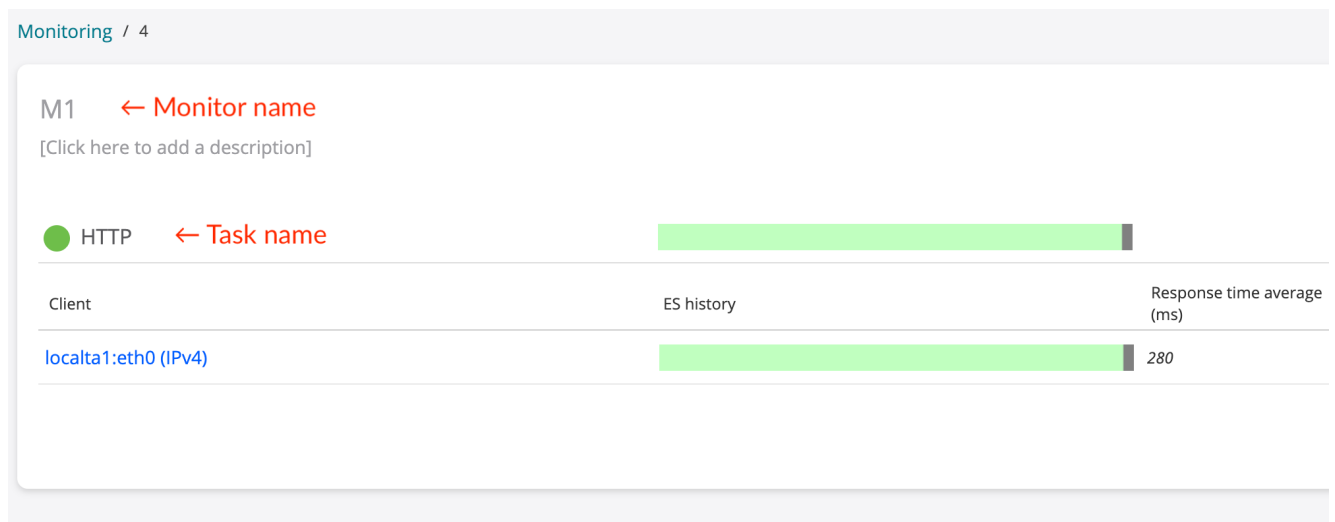 Monitoring / 4
M1 ← Monitor name
[Click here to add a description]
HTTP ← Task name
Client ES history Response time average
(ms)
localta1:eth0 (IPv4) 280